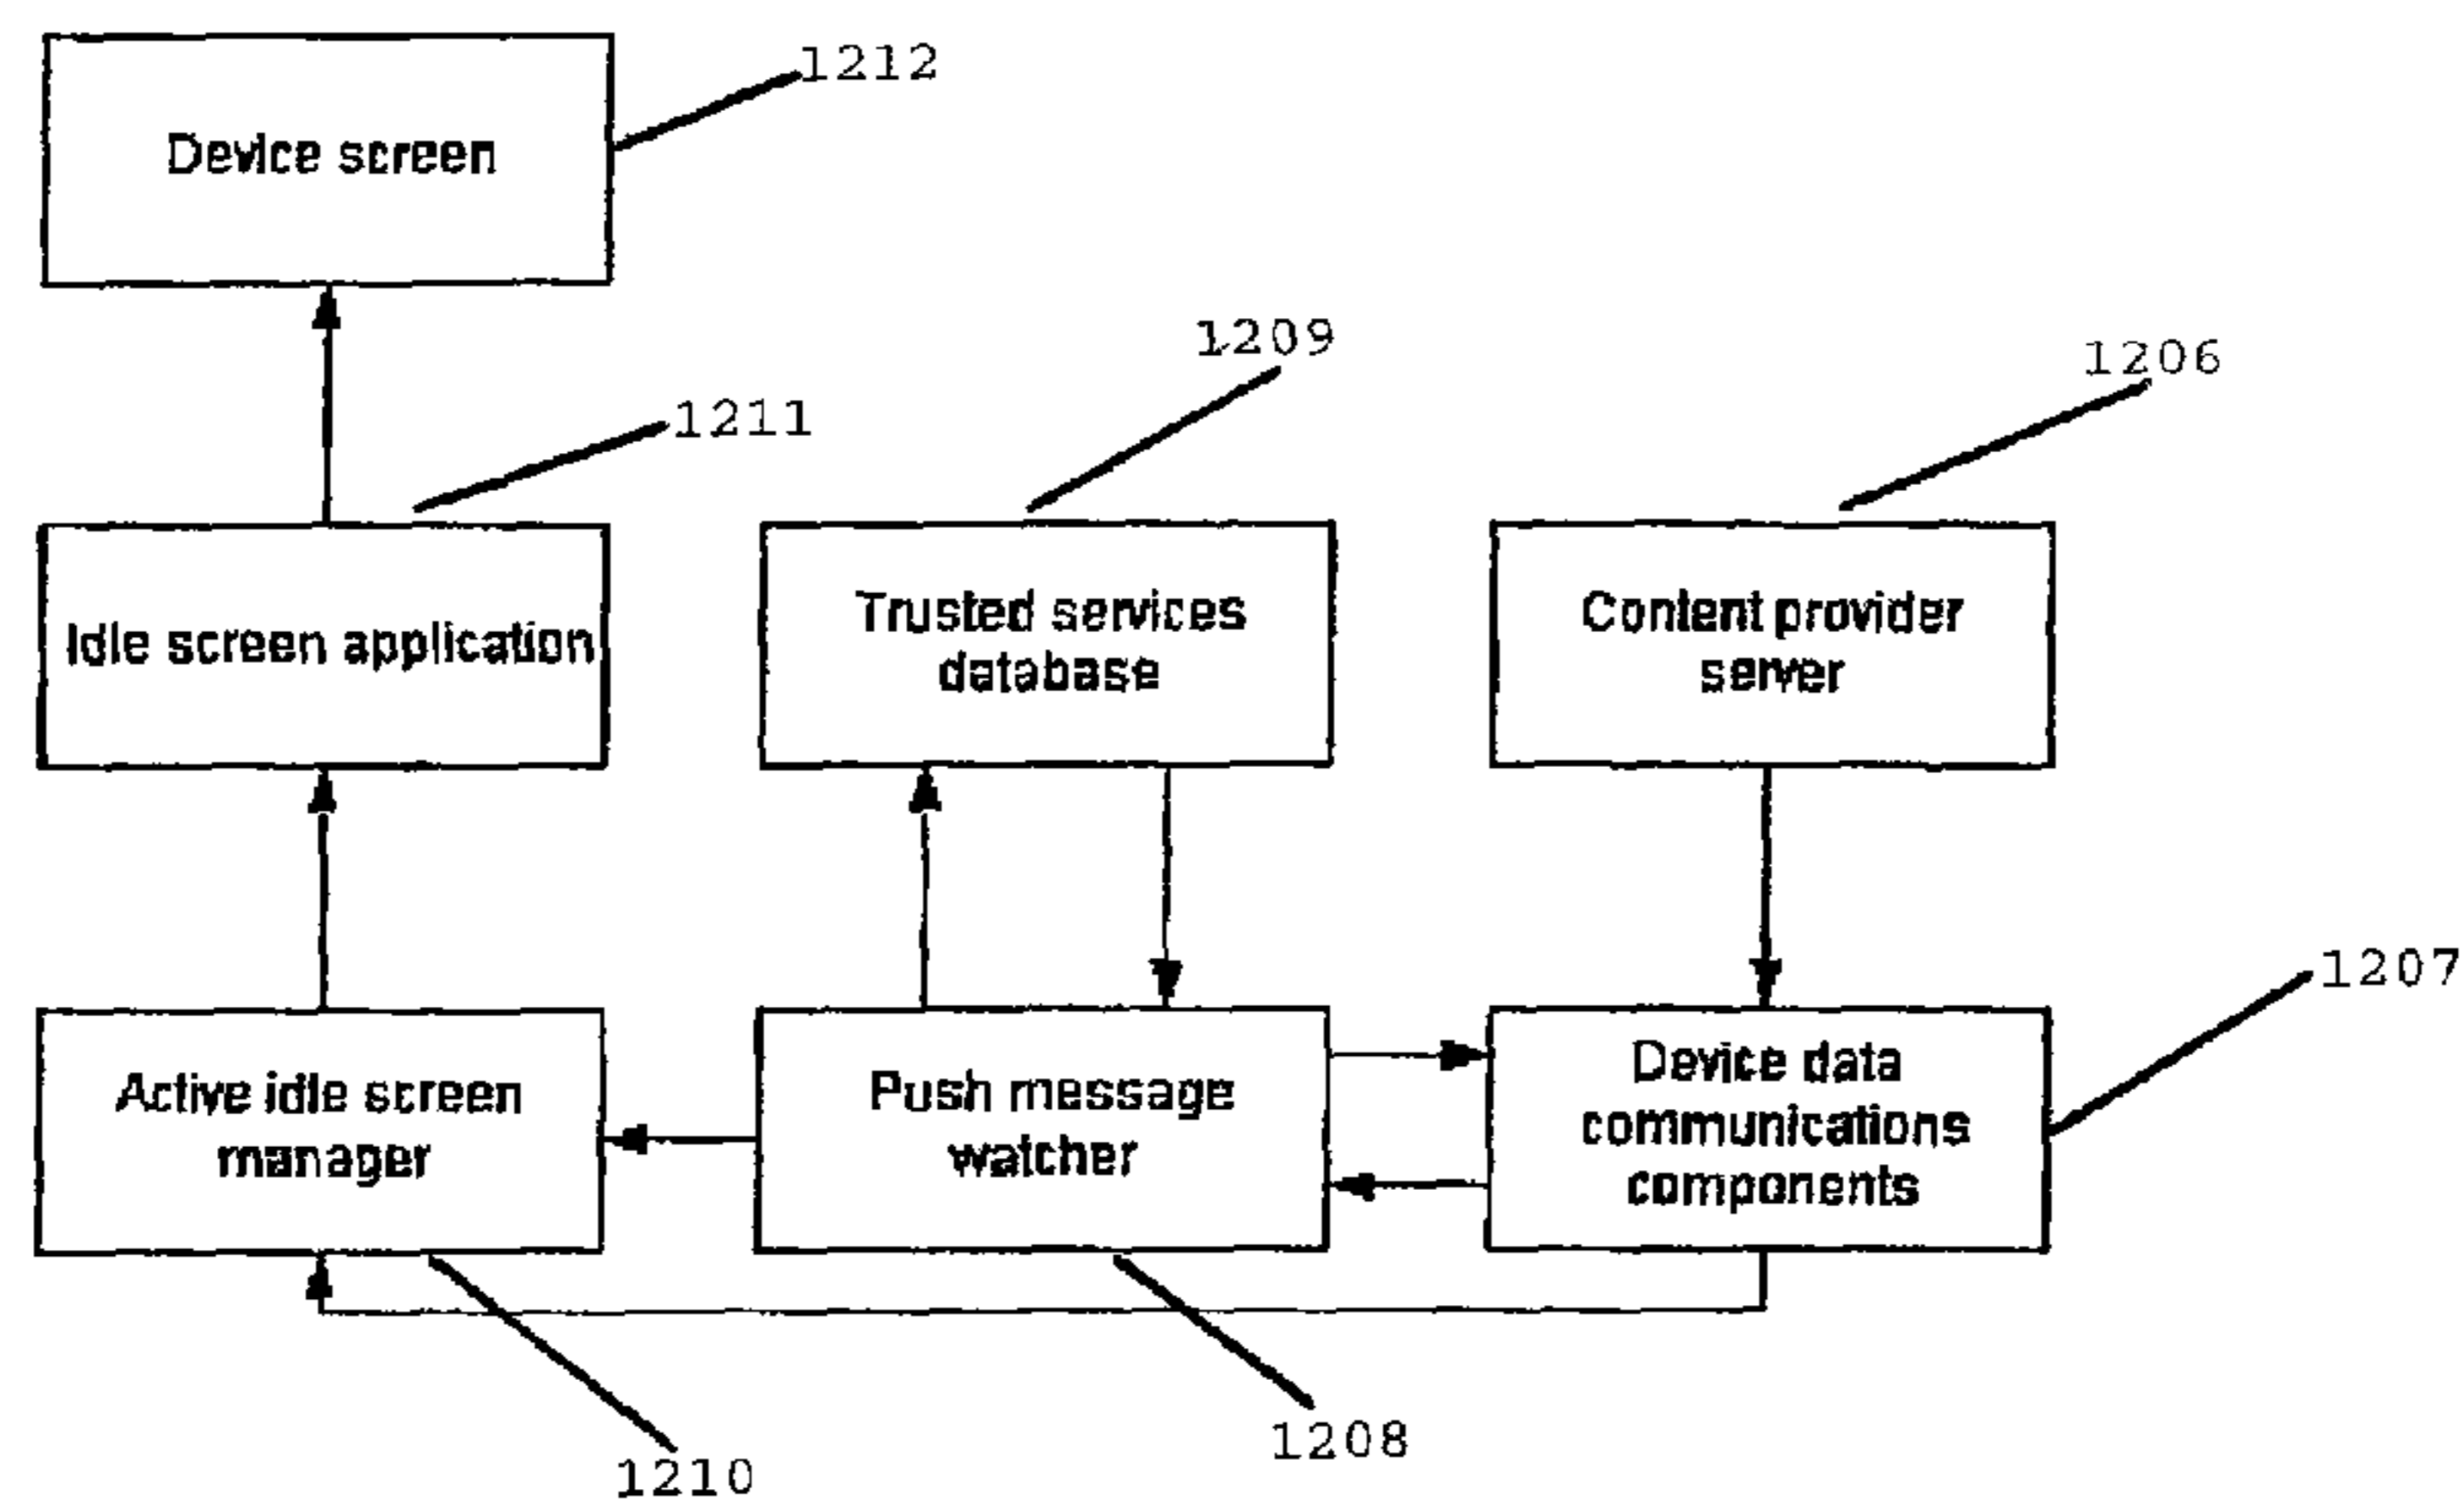 1212
Device screen
1209
1206
1211
Idle screen application
Trusted services
database
Content provider
server
1207
Active idle screen
manager
Push message
watcher
Device data
communications
components
1208
1210